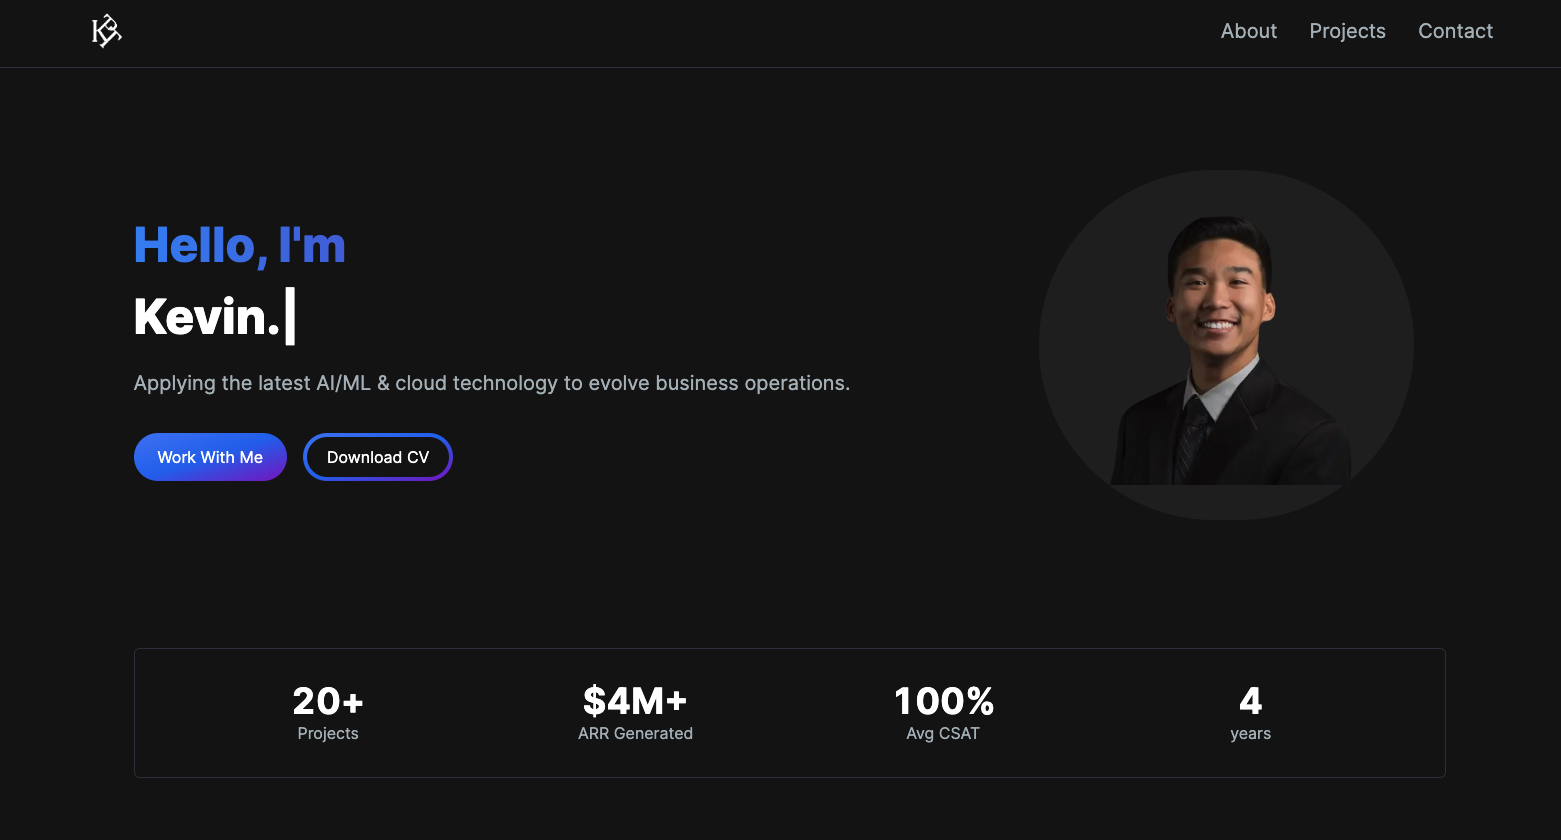 About Projects Contact
Hello, I'm
Kevin.
Applying the latest AI/ML & cloud technology to evolve business operations.
Work With Me Download CV
20+ $4M+ 100% 4
Projects ARR Generated Avg CSAT years